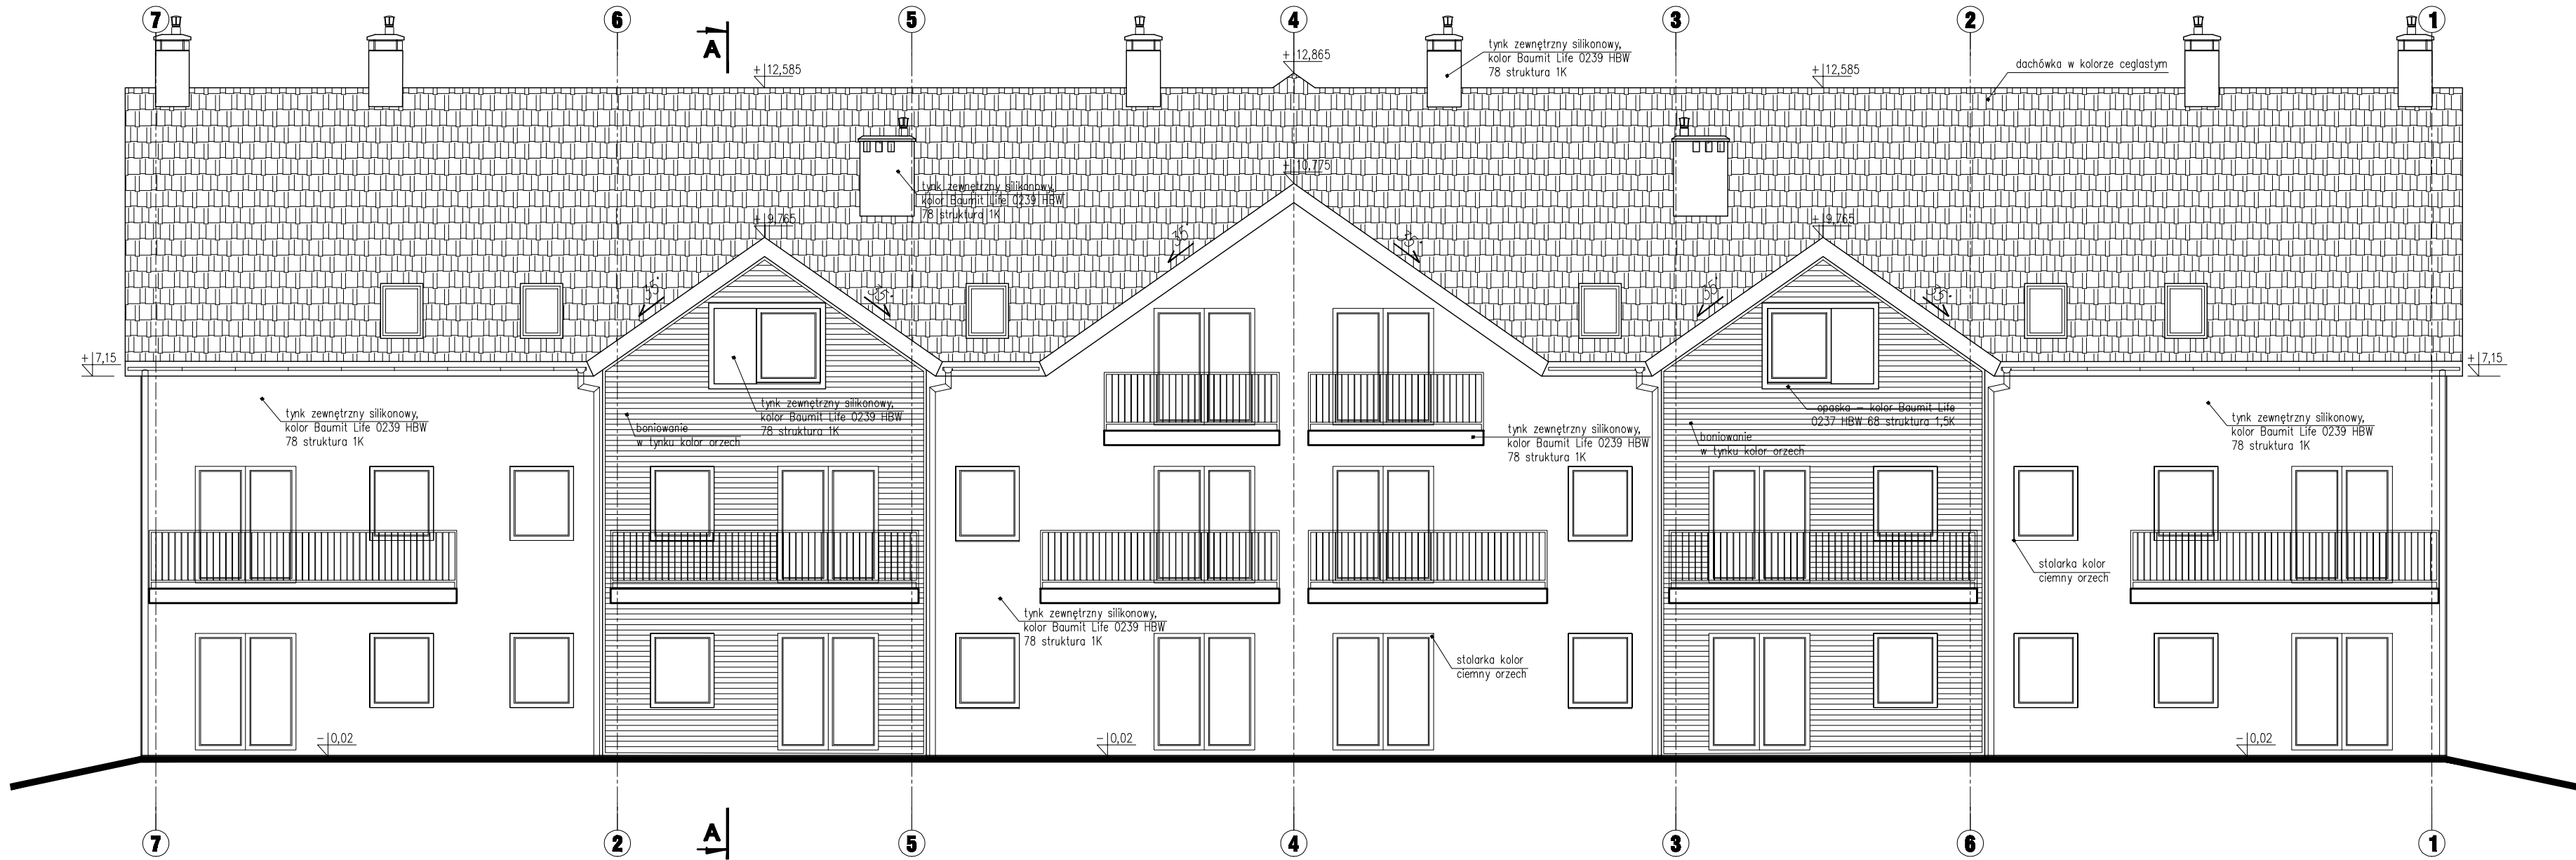 7 6 5 4 3 2 1
A
+12,865
+12,585
+12,585
tynk zewnętrzny silikonowy,
kolor Baumit Life 0239 HBW
78 struktura 1K
dachówka w kolorze ceglastym
+10,775
tynk zewnętrzny silikonowy,
kolor Baumit Life 0239 HBW
78 struktura 1K
+9,765
+9,765
35°
35°
35°
35°
35°
35°
+7,15
+7,15
tynk zewnętrzny silikonowy,
kolor Baumit Life 0239 HBW
78 struktura 1K
boniowanie
w tynku kolor orzech
tynk zewnętrzny silikonowy,
kolor Baumit Life 0239 HBW
78 struktura 1K
tynk zewnętrzny silikonowy,
kolor Baumit Life 0239 HBW
78 struktura 1K
boniowanie
w tynku kolor orzech
opaska – kolor Baumit Life
0237 HBW 68 struktura 1,5K
tynk zewnętrzny silikonowy,
kolor Baumit Life 0239 HBW
78 struktura 1K
stolarka kolor
ciemny orzech
tynk zewnętrzny silikonowy,
kolor Baumit Life 0239 HBW
78 struktura 1K
stolarka kolor
ciemny orzech
-0,02
-0,02
-0,02
A
7 2 5 4 3 6 1